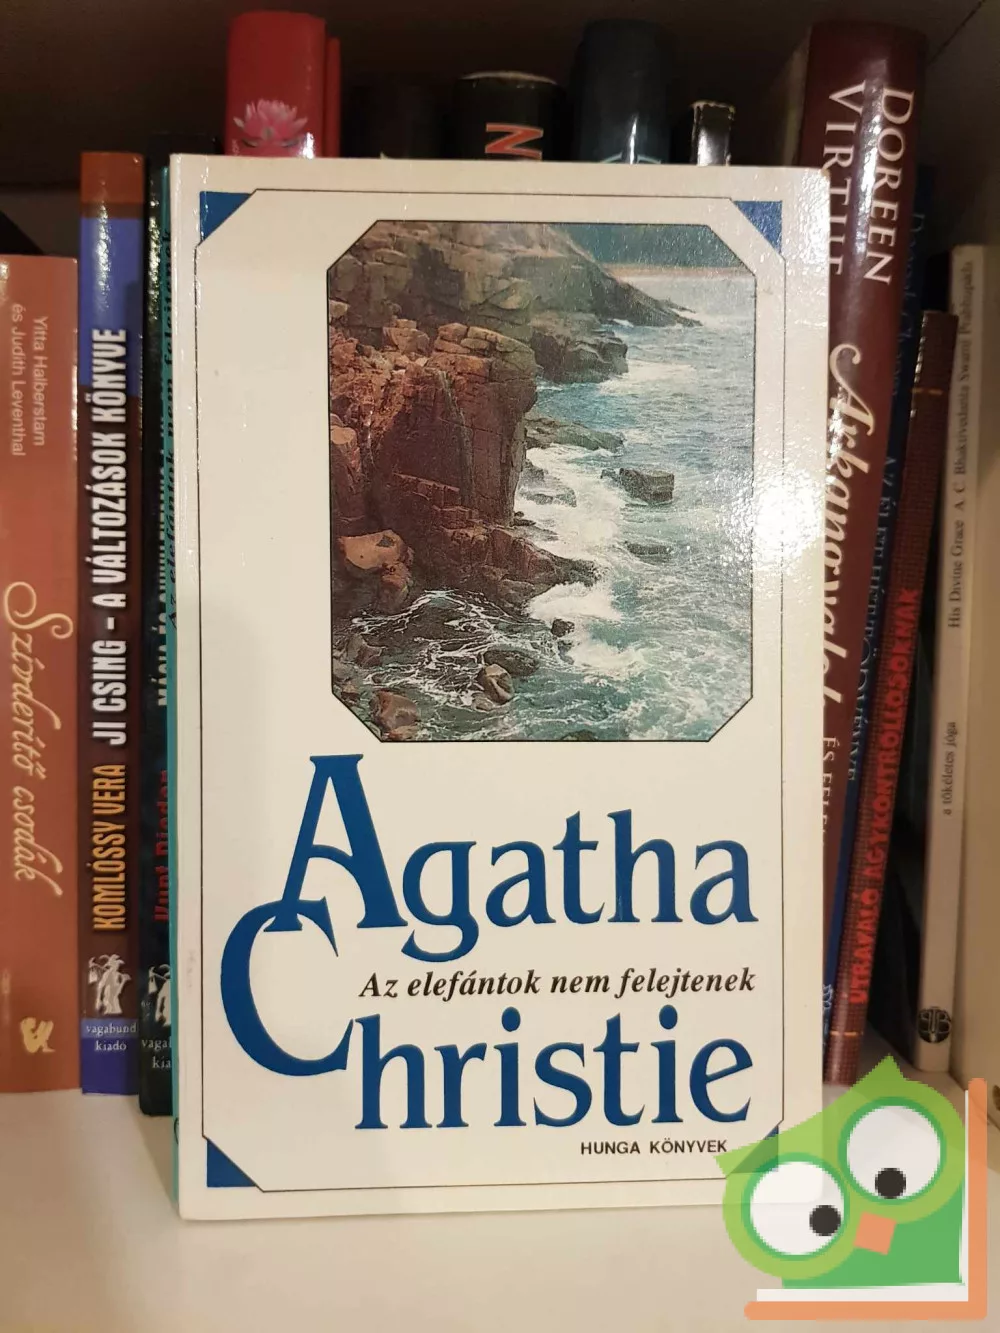 Agatha
Az elefántok nem felejtenek
Christie
HUNGA KÖNYVEK
Yitta Halberstam
és Judith Leventhal
Szívderítő csodák
KOMLÓSSY VERA JI CSING - A VÁLTOZÁSOK KÖNYVE
vagabund
kiadó
N
DOREEN
VIRTUE
Arkangyalok
ÚTRAVALÓ AGYKONTROLLOSOKNAK
His Divine Grace A. C. Bhaktivedanta Swami Prabhupada
a tökéletes jóga